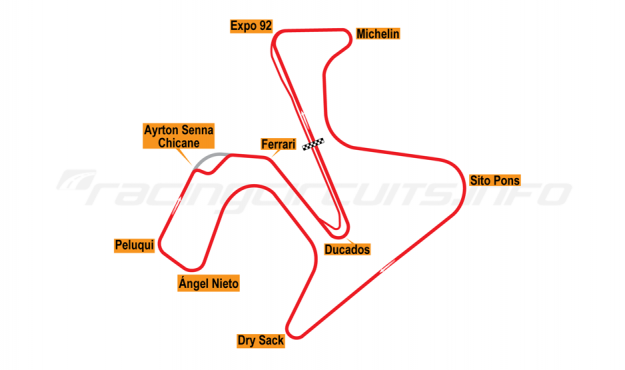 Expo 92
Michelin
Ayrton Senna
Chicane
Ferrari
racingcircuits.info
Sito Pons
Peluqui
Ducados
Ángel Nieto
Dry Sack